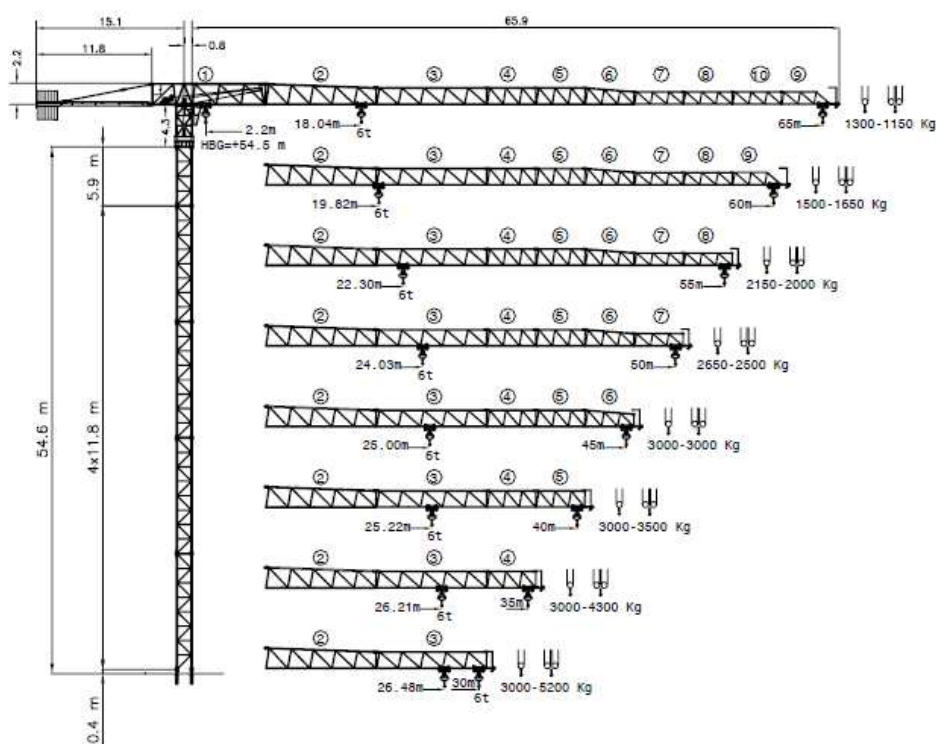 15.1
65.9
0.8
11.8
2.2
① ② ③ ④ ⑤ ⑥ ⑦ ⑧ ⑩ ⑨
4.3
2.2m
18.04m
6t
65m
1300-1150 Kg
HBG=+54.5 m
5.9 m
② ③ ④ ⑤ ⑥ ⑦ ⑧ ⑨
19.82m
6t
60m
1500-1650 Kg
② ③ ④ ⑤ ⑥ ⑦ ⑧
22.30m
6t
55m
2150-2000 Kg
② ③ ④ ⑤ ⑥ ⑦
24.03m
6t
50m
2650-2500 Kg
54.6 m
4x11.8 m
② ③ ④ ⑤ ⑥
25.00m
6t
45m
3000-3000 Kg
② ③ ④ ⑤
25.22m
6t
40m
3000-3500 Kg
② ③ ④
26.21m
6t
35m
3000-4300 Kg
② ③
26.48m
30m
6t
3000-5200 Kg
0.4 m